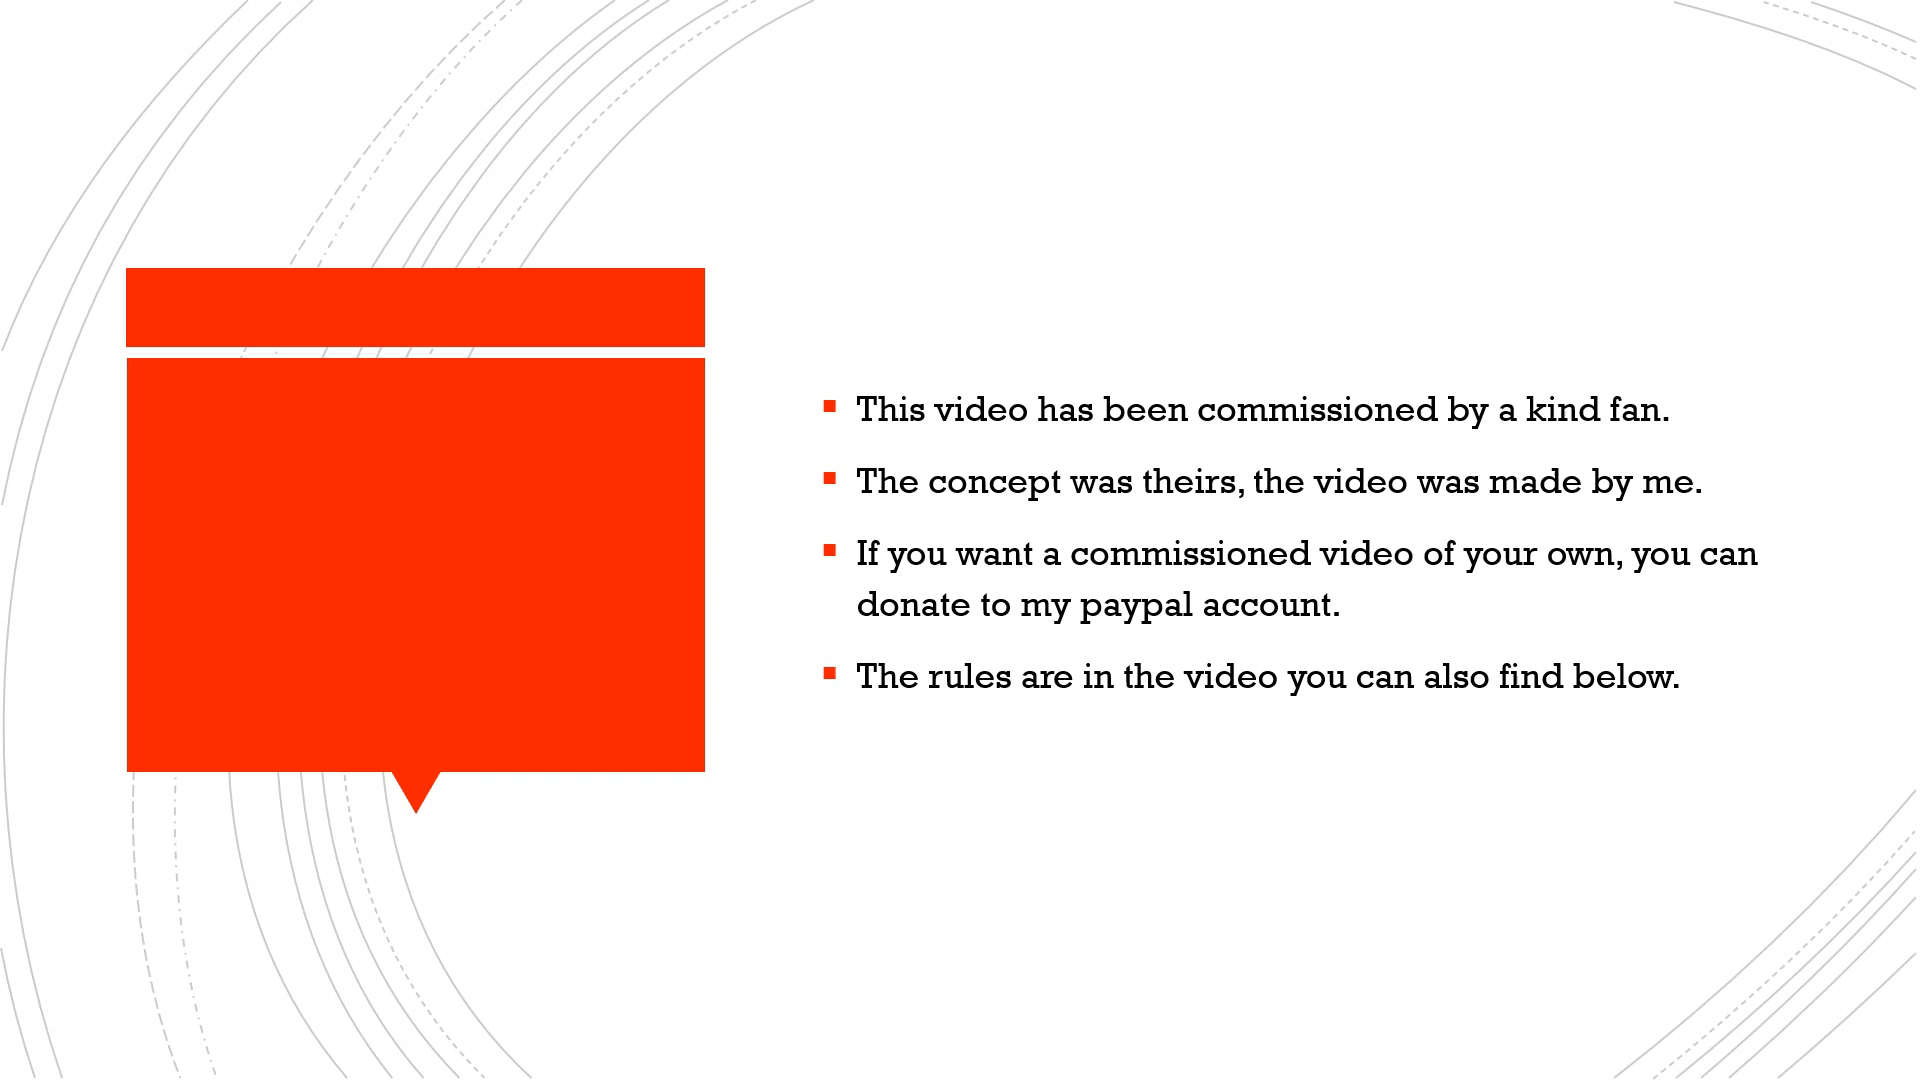 This video has been commissioned by a kind fan.
The concept was theirs, the video was made by me.
If you want a commissioned video of your own, you can
donate to my paypal account.
The rules are in the video you can also find below.